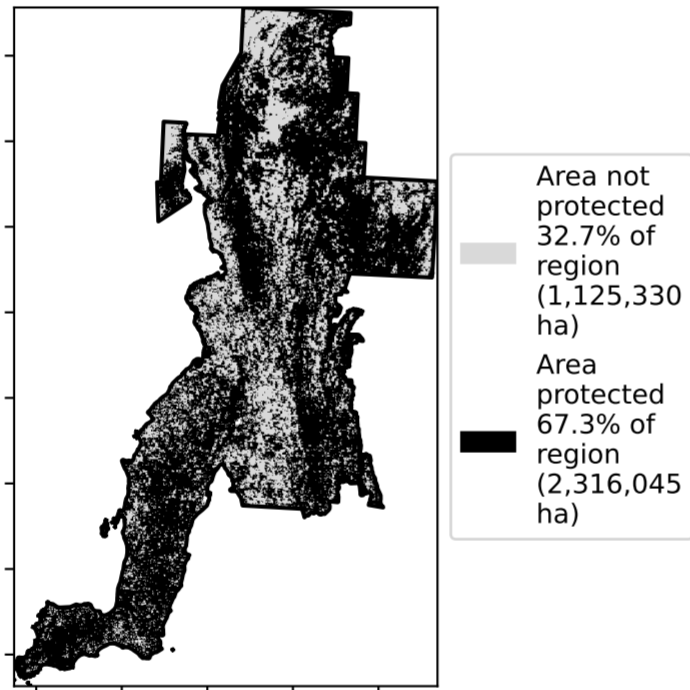 Area not
protected
32.7% of
region
(1,125,330
ha)
Area
protected
67.3% of
region
(2,316,045
ha)